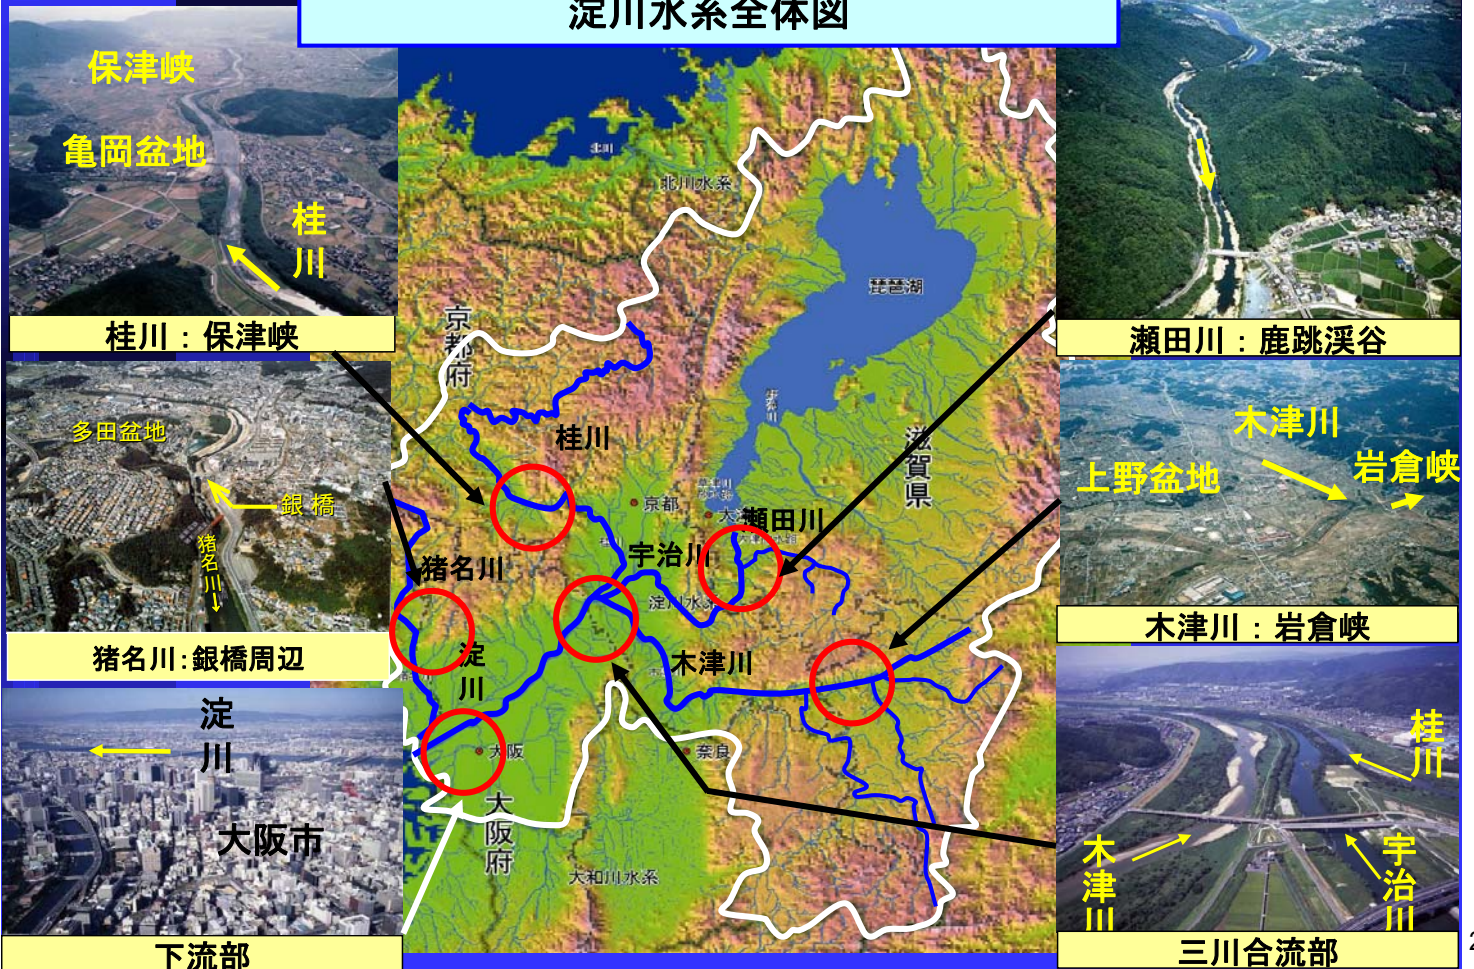 淀川水系全体図
保津峡
亀岡盆地
桂川
桂川：保津峡
多田盆地
銀橋
猪名川
猪名川：銀橋周辺
淀川
大阪市
下流部
北川
北川水系
琵琶湖
京都府
滋賀県
桂川
京都
瀬田川
猪名川
宇治川
淀川水系
淀川
木津川
大阪
奈良
大阪府
大和川水系
瀬田川：鹿跳渓谷
木津川
上野盆地
岩倉峡
木津川：岩倉峡
桂川
木津川
宇治川
三川合流部
2